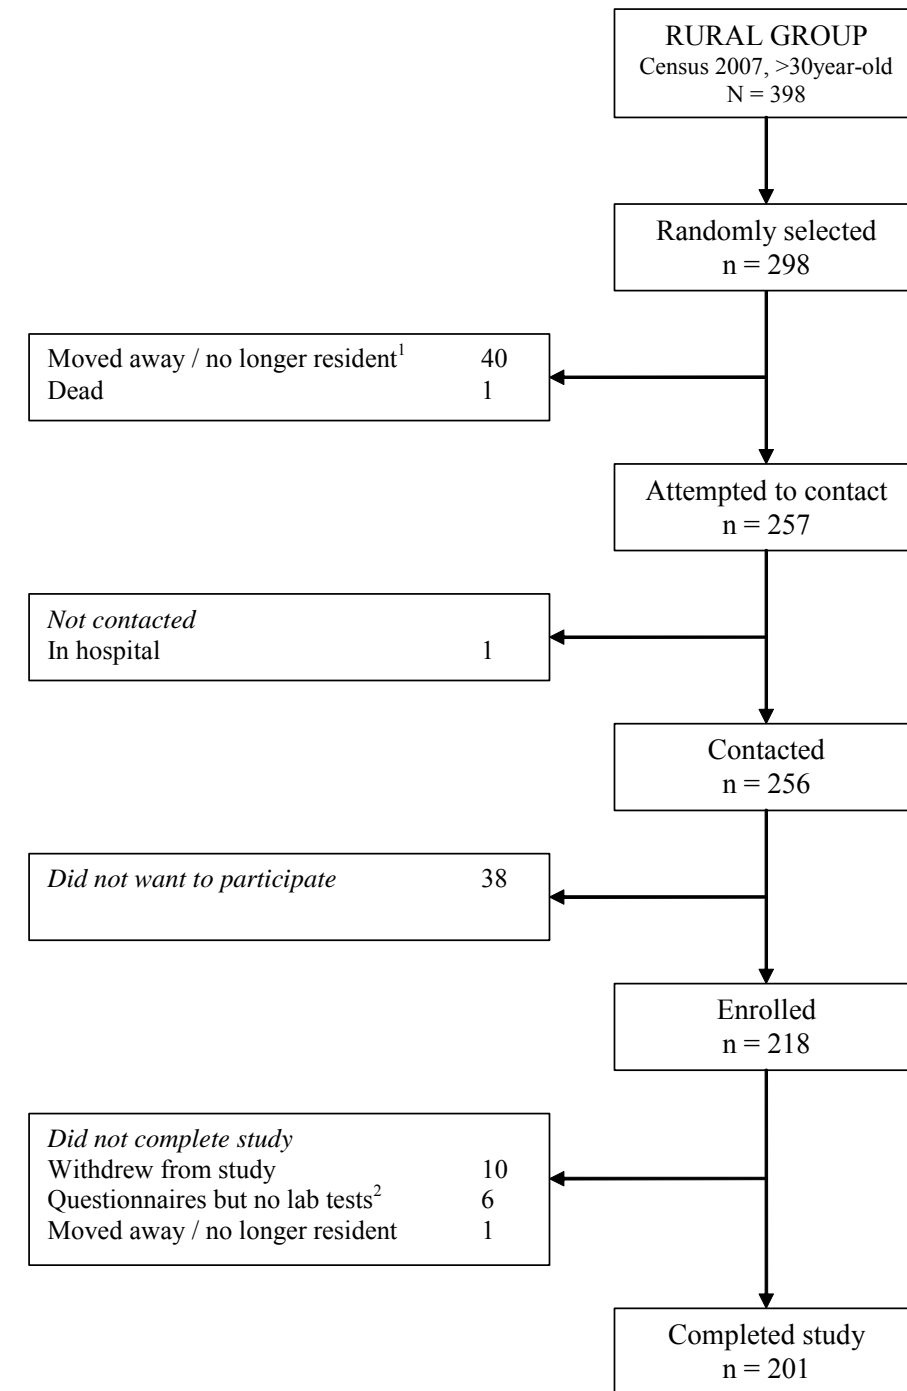 RURAL GROUP
Census 2007, >30year-old
N = 398
Randomly selected
n = 298
Moved away / no longer resident¹ 40
Dead 1
Attempted to contact
n = 257
Not contacted
In hospital 1
Contacted
n = 256
Did not want to participate 38
Enrolled
n = 218
Did not complete study
Withdrew from study 10
Questionnaires but no lab tests² 6
Moved away / no longer resident 1
Completed study
n = 201